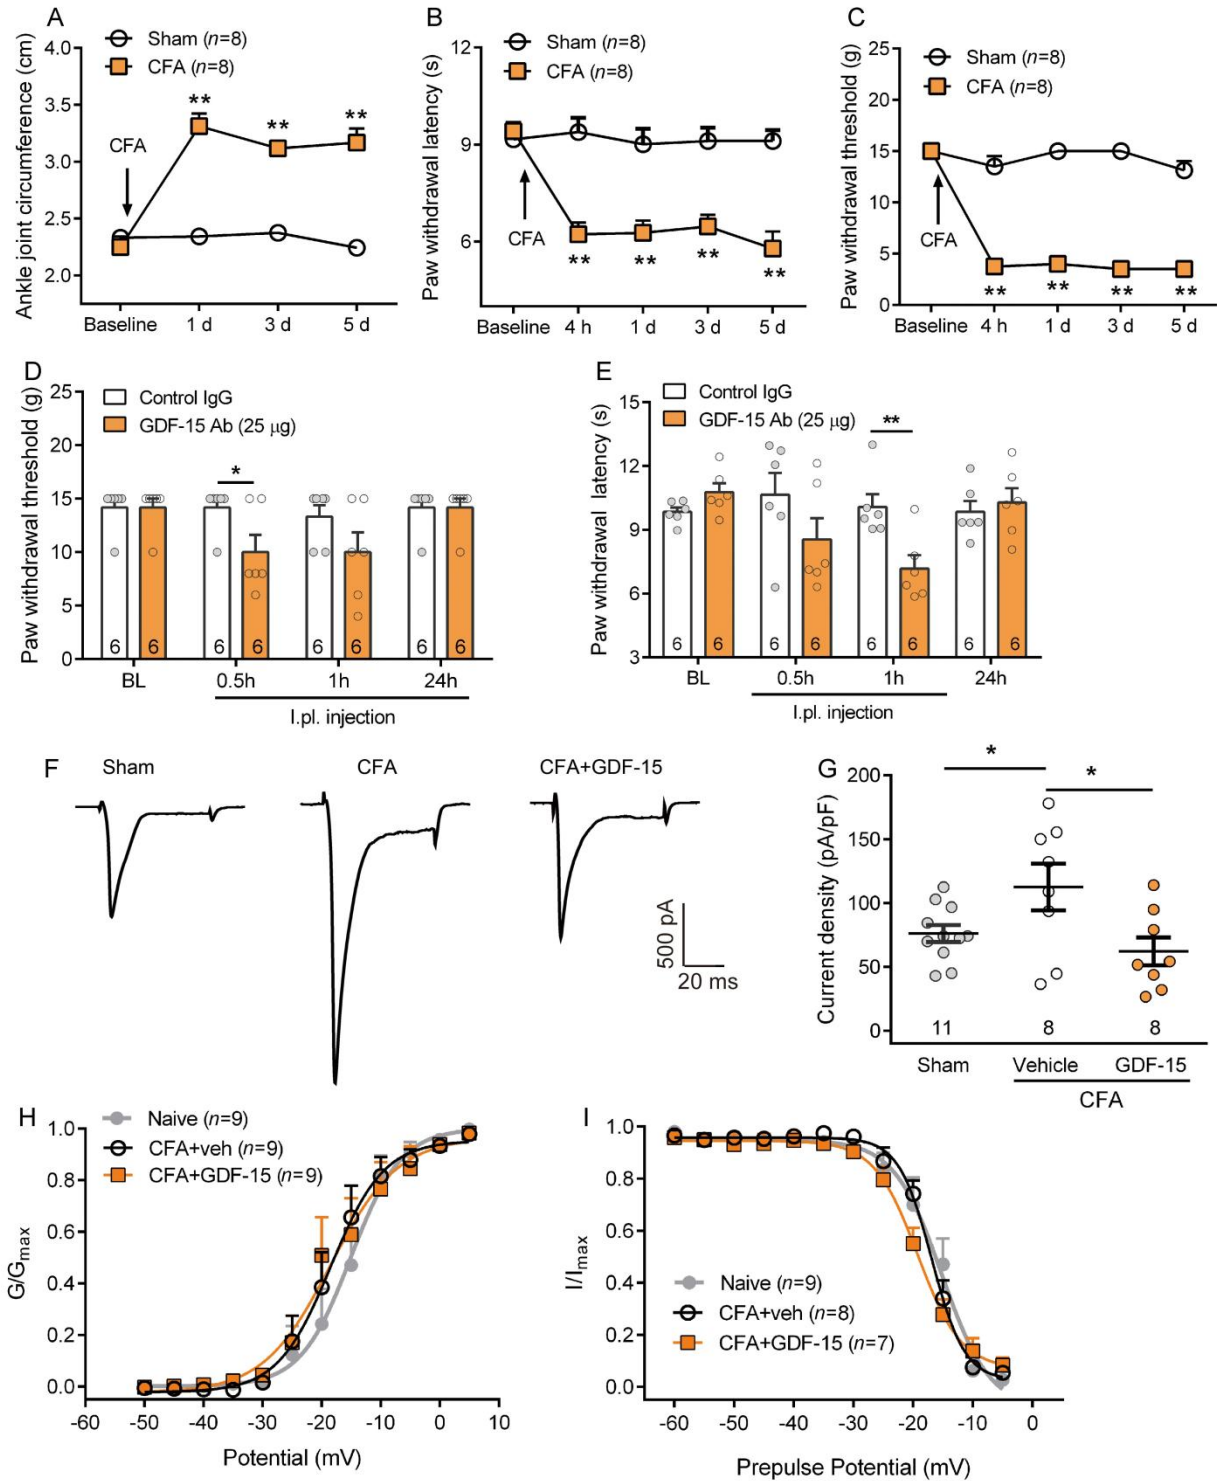 A
Ankle joint circumference (cm)
4.0
3.5
3.0
2.5
2.0
Sham (n=8)
CFA (n=8)
CFA
**
**
**
Baseline
1 d
3 d
5 d
B
Paw withdrawal latency (s)
12
9
6
Sham (n=8)
CFA (n=8)
CFA
**
**
**
**
Baseline
4 h
1 d
3 d
5 d
C
Paw withdrawal threshold (g)
25
20
15
10
5
0
Sham (n=8)
CFA (n=8)
CFA
**
**
**
**
Baseline
4 h
1 d
3 d
5 d
D
Paw withdrawal threshold (g)
25
20
15
10
5
0
Control IgG
GDF-15 Ab (25 μg)
*
6
6
6
6
6
6
6
6
BL
0.5h
1h
24h
I.pl. injection
E
Paw withdrawal latency (s)
15
12
9
6
3
Control IgG
GDF-15 Ab (25 μg)
**
6
6
6
6
6
6
6
6
BL
0.5h
1h
24h
I.pl. injection
F
Sham
CFA
CFA+GDF-15
500 pA
20 ms
G
Current density (pA/pF)
200
150
100
50
0
*
*
11
8
8
Sham
Vehicle
GDF-15
CFA
H
G/Gmax
1.0
0.8
0.6
0.4
0.2
0.0
Naive (n=9)
CFA+veh (n=9)
CFA+GDF-15 (n=9)
-60
-50
-40
-30
-20
-10
0
10
Potential (mV)
I
I/Imax
1.0
0.8
0.6
0.4
0.2
0.0
Naive (n=9)
CFA+veh (n=8)
CFA+GDF-15 (n=7)
-60
-50
-40
-30
-20
-10
0
Prepulse Potential (mV)